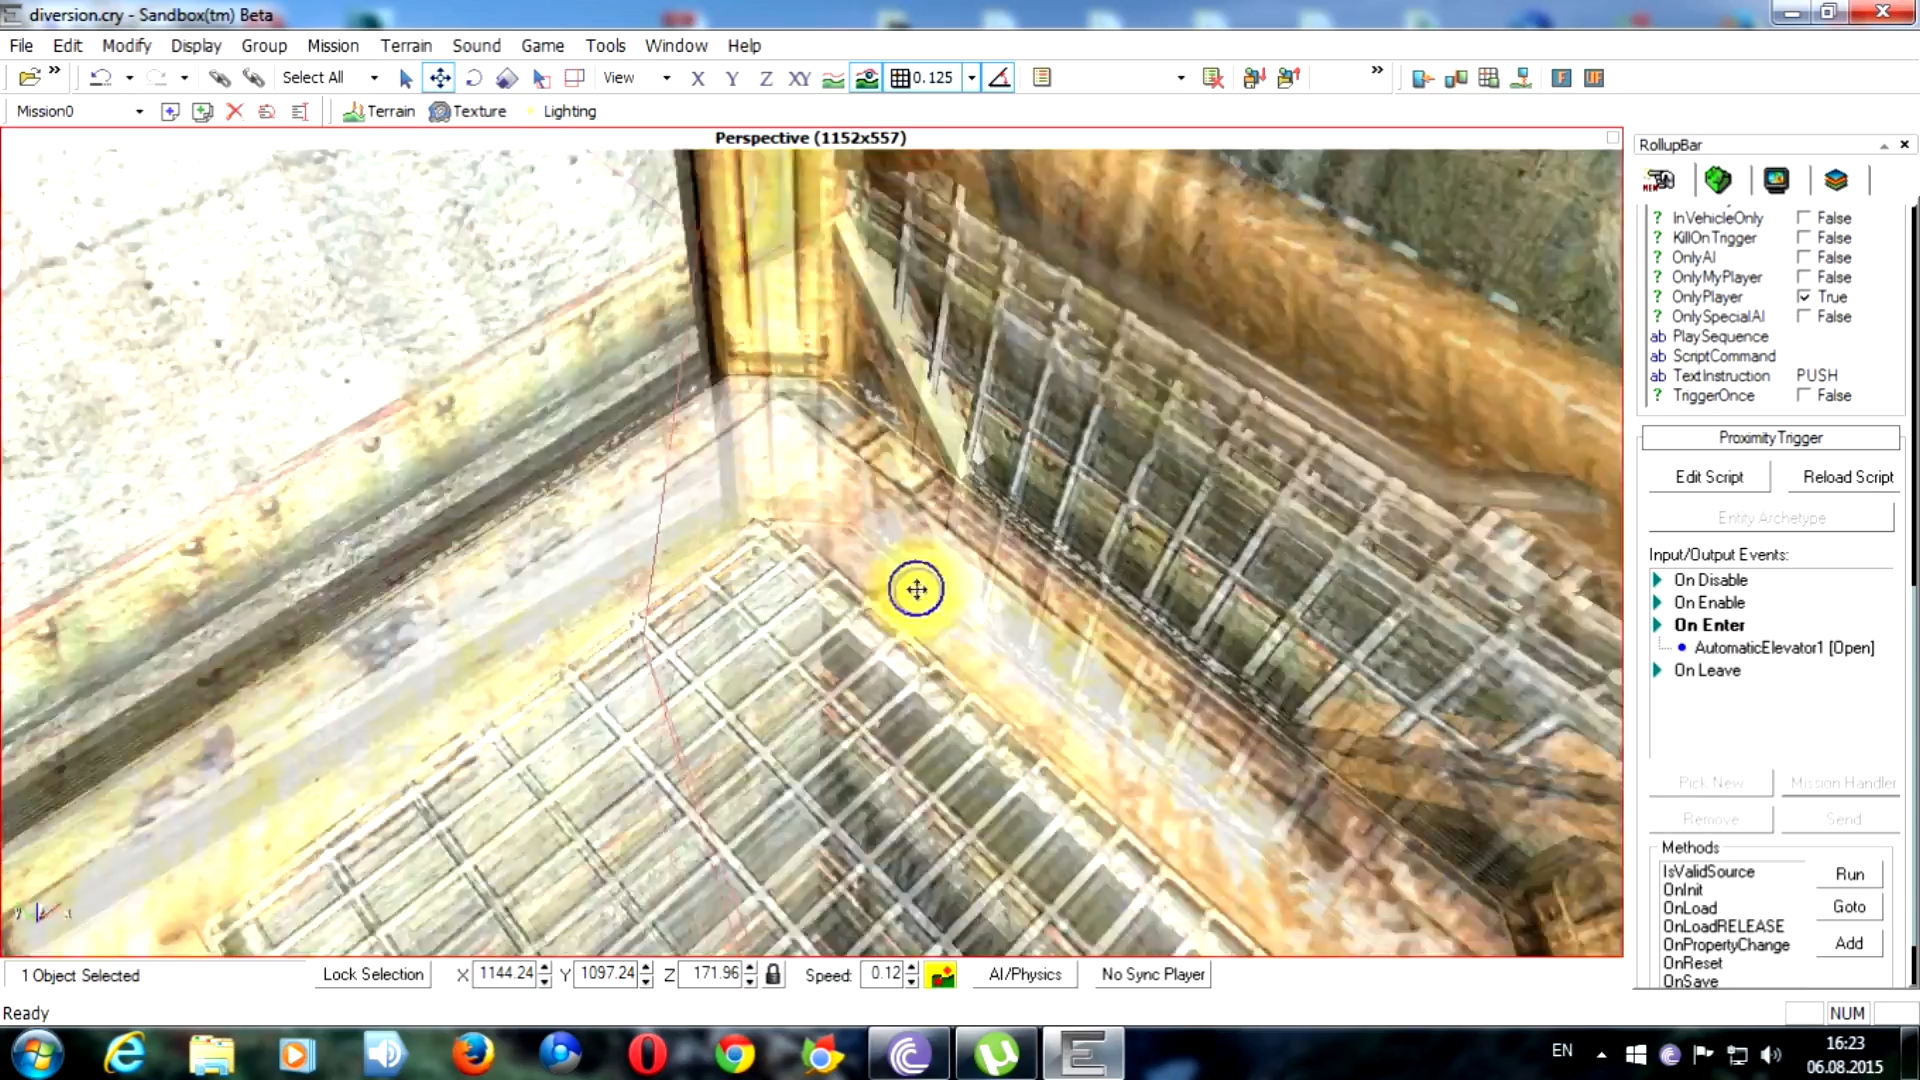 diversion.cry - Sandbox(tm) Beta
File Edit Modify Display Group Mission Terrain Sound Game Tools Window Help
Select All View X Y Z XY 0.125 F UF
Mission0 Terrain Texture Lighting
Perspective (1152x557)
RollupBar
InVehicleOnly False
KillOnTrigger False
OnlyAI False
OnlyMyPlayer False
OnlyPlayer True
OnlySpecialAI False
ab PlaySequence
ab ScriptCommand
ab TextInstruction PUSH
TriggerOnce False
ProximityTrigger
Edit Script Reload Script
Entity Archetype
Input/Output Events:
On Disable
On Enable
On Enter
AutomaticElevator1 [Open]
On Leave
Pick New Mission Handler
Remove Send
Methods
IsValidSource
OnInit
OnLoad
OnLoadRELEASE
OnPropertyChange
OnReset
OnSave
Run
Goto
Add
1 Object Selected Lock Selection X 1144.24 Y 1097.24 Z 171.96 Speed: 0.12 AI/Physics No Sync Player
Ready NUM
EN 16:23
06.08.2015